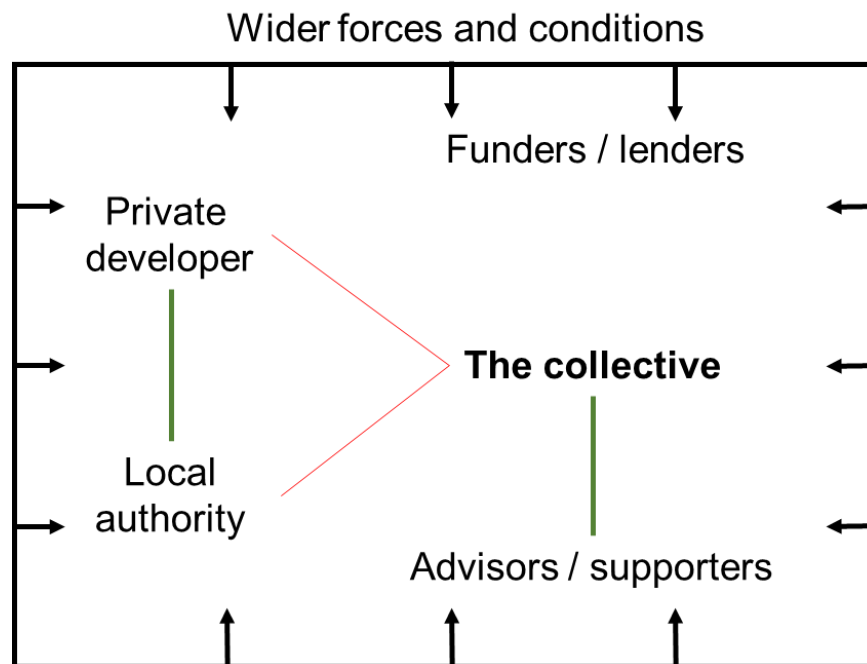 Wider forces and conditions
Funders / lenders
Private
developer
The collective
Local
authority
Advisors / supporters